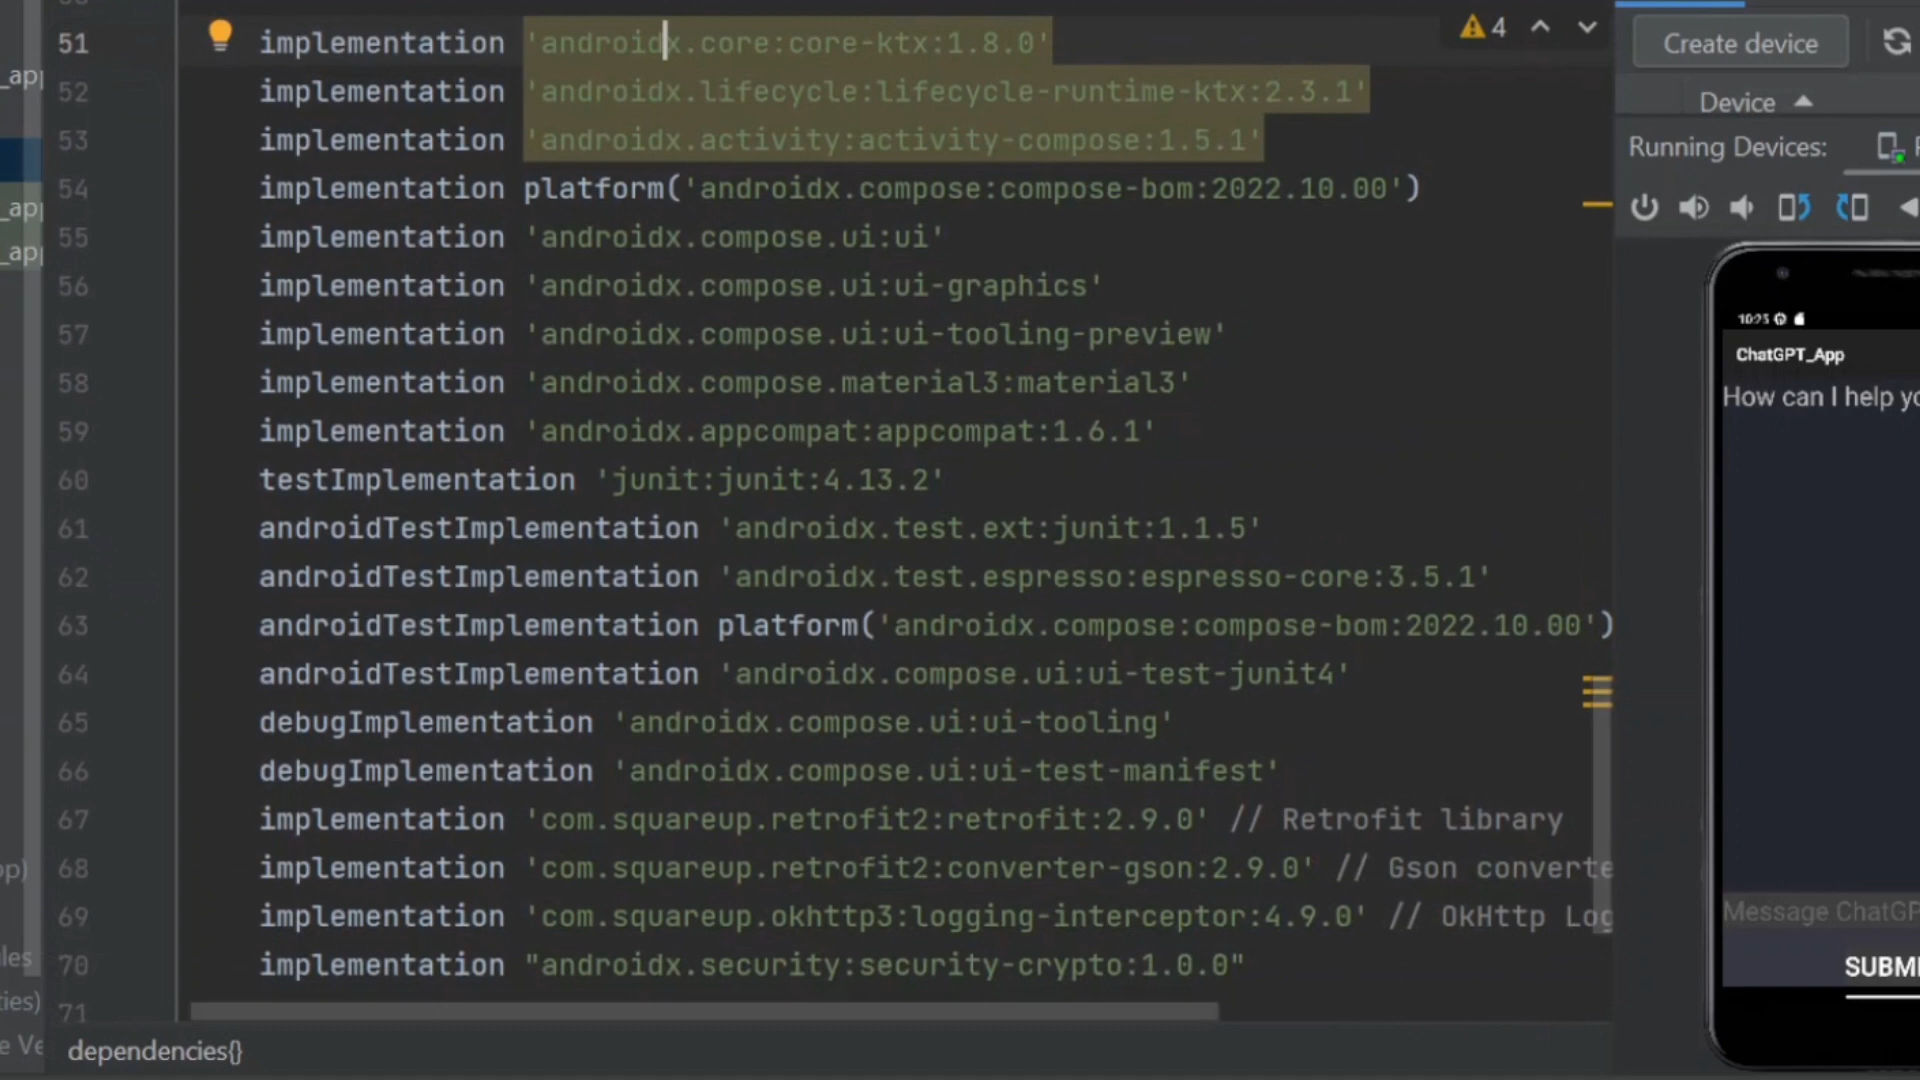 51 implementation 'androidx.core:core-ktx:1.8.0'
52 implementation 'androidx.lifecycle:lifecycle-runtime-ktx:2.3.1'
53 implementation 'androidx.activity:activity-compose:1.5.1'
54 implementation platform('androidx.compose:compose-bom:2022.10.00')
55 implementation 'androidx.compose.ui:ui'
56 implementation 'androidx.compose.ui:ui-graphics'
57 implementation 'androidx.compose.ui:ui-tooling-preview'
58 implementation 'androidx.compose.material3:material3'
59 implementation 'androidx.appcompat:appcompat:1.6.1'
60 testImplementation 'junit:junit:4.13.2'
61 androidTestImplementation 'androidx.test.ext:junit:1.1.5'
62 androidTestImplementation 'androidx.test.espresso:espresso-core:3.5.1'
63 androidTestImplementation platform('androidx.compose:compose-bom:2022.10.00')
64 androidTestImplementation 'androidx.compose.ui:ui-test-junit4'
65 debugImplementation 'androidx.compose.ui:ui-tooling'
66 debugImplementation 'androidx.compose.ui:ui-test-manifest'
67 implementation 'com.squareup.retrofit2:retrofit:2.9.0' // Retrofit library
68 implementation 'com.squareup.retrofit2:converter-gson:2.9.0' // Gson converte
69 implementation 'com.squareup.okhttp3:logging-interceptor:4.9.0' // OkHttp Log
70 implementation "androidx.security:security-crypto:1.0.0"
71
dependencies{}
4
_app
_app
_app
op)
les
ties)
e Ve
Create device
Device
Running Devices:
10:23
ChatGPT_App
How can I help yo
Message ChatGP
SUBMI